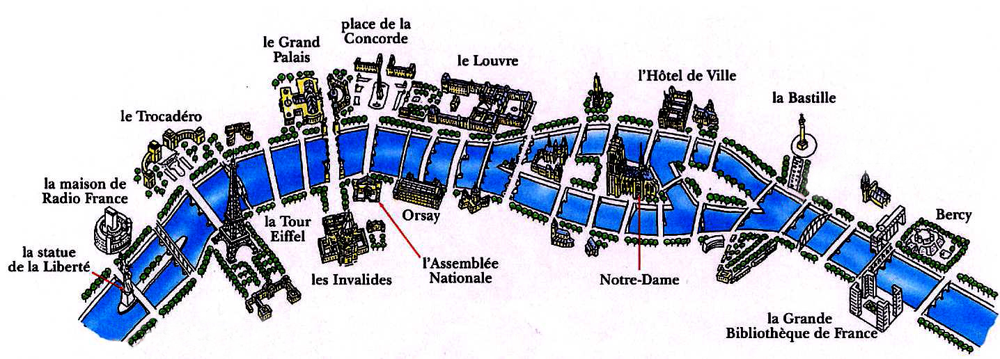 place de la
Concorde
le Grand
Palais
le Louvre
l'Hôtel de Ville
la Bastille
le Trocadéro
la maison de
Radio France
la statue
de la Liberté
la Tour
Eiffel
les Invalides
Orsay
l'Assemblée
Nationale
Notre-Dame
Bercy
la Grande
Bibliothèque de France